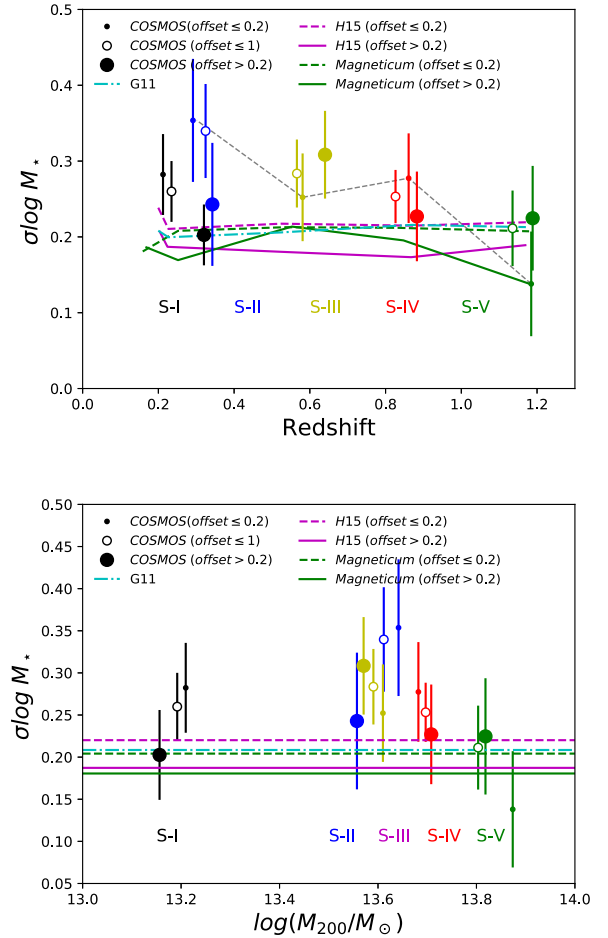 0.5
0.4
0.3
0.2
0.1
0.0
σlog M⋆
COSMOS(offset ≤ 0.2)
COSMOS (offset ≤ 1)
COSMOS (offset > 0.2)
G11
H15 (offset ≤ 0.2)
H15 (offset > 0.2)
Magneticum (offset ≤ 0.2)
Magneticum (offset > 0.2)
S-I S-II S-III S-IV S-V
0.0 0.2 0.4 0.6 0.8 1.0 1.2
Redshift
0.50
0.45
0.40
0.35
0.30
0.25
0.20
0.15
0.10
0.05
σlog M⋆
COSMOS(offset ≤ 0.2)
COSMOS (offset ≤ 1)
COSMOS (offset > 0.2)
G11
H15 (offset ≤ 0.2)
H15 (offset > 0.2)
Magneticum (offset ≤ 0.2)
Magneticum (offset > 0.2)
S-I S-II S-III S-IV S-V
13.0 13.2 13.4 13.6 13.8 14.0
log(M₂₀₀/M⊙)